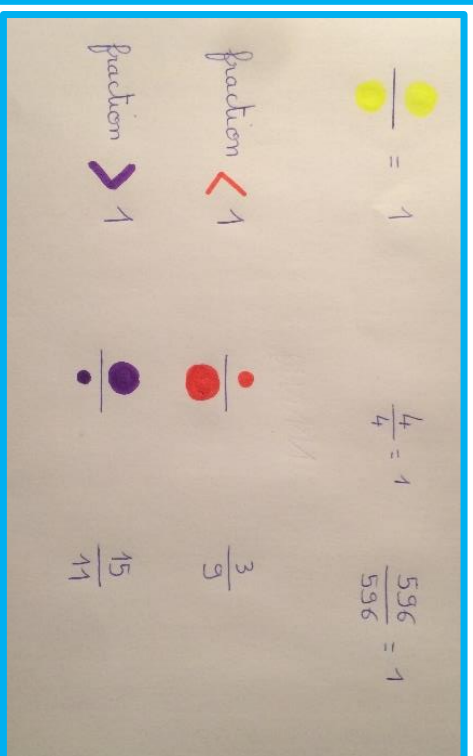 = 1 4/4 = 1 596/596 = 1
fraction < 1 3/9
fraction > 1 15/11